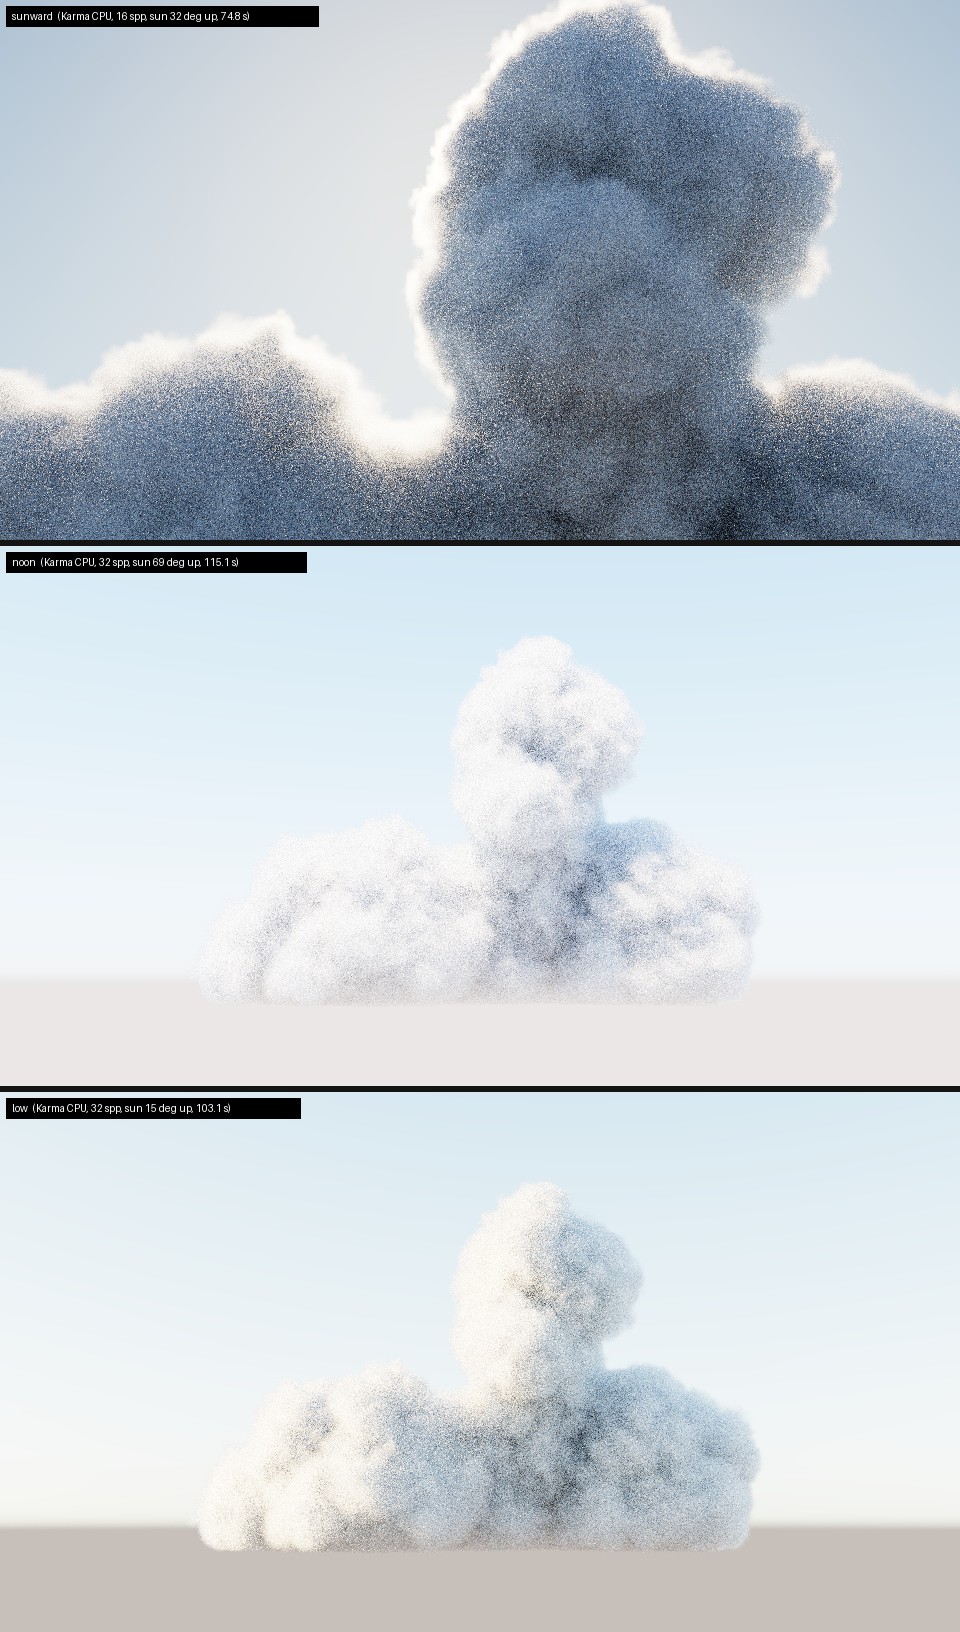 sunward (Karma CPU, 16 spp, sun 32 deg up, 74.8 s)
noon (Karma CPU, 32 spp, sun 69 deg up, 115.1 s)
low (Karma CPU, 32 spp, sun 15 deg up, 103.1 s)